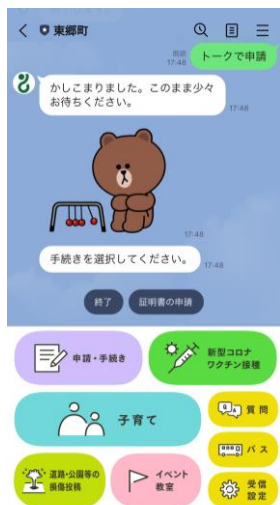 東郷町
既読
17:48
トークで申請
かしこまりました。このまま少々
お待ちください。
17:48
17:48
手続きを選択してください。
17:48
終了
証明書の申請
申請・手続き
新型コロナ
ワクチン接種
子育て
Q
A
質問
バス
道路・公園等の
損傷投稿
イベント
教室
受信
設定